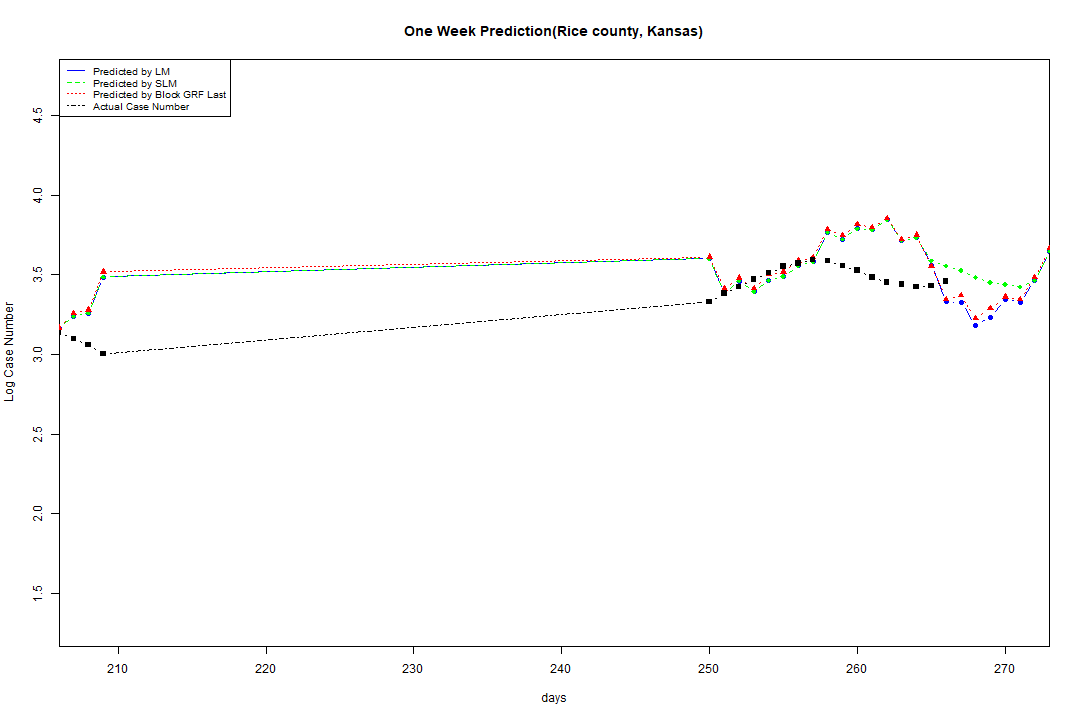 One Week Prediction(Rice county, Kansas)
Predicted by LM
Predicted by SLM
Predicted by Block GRF Last
Actual Case Number
Log Case Number
4.5
4.0
3.5
3.0
2.5
2.0
1.5
210 220 230 240 250 260 270
days